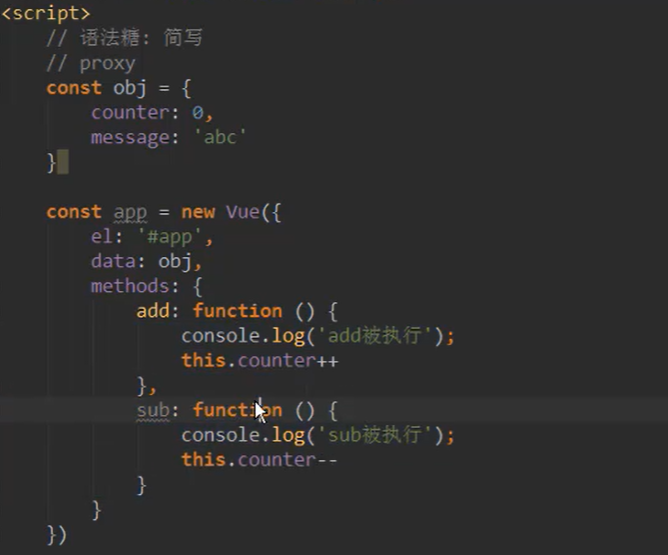 <script>
// 语法糖: 简写
// proxy
const obj = {
counter: 0,
message: 'abc'
}
const app = new Vue({
el: '#app',
data: obj,
methods: {
add: function () {
console.log('add被执行');
this.counter++
},
sub: function () {
console.log('sub被执行');
this.counter--
}
}
})